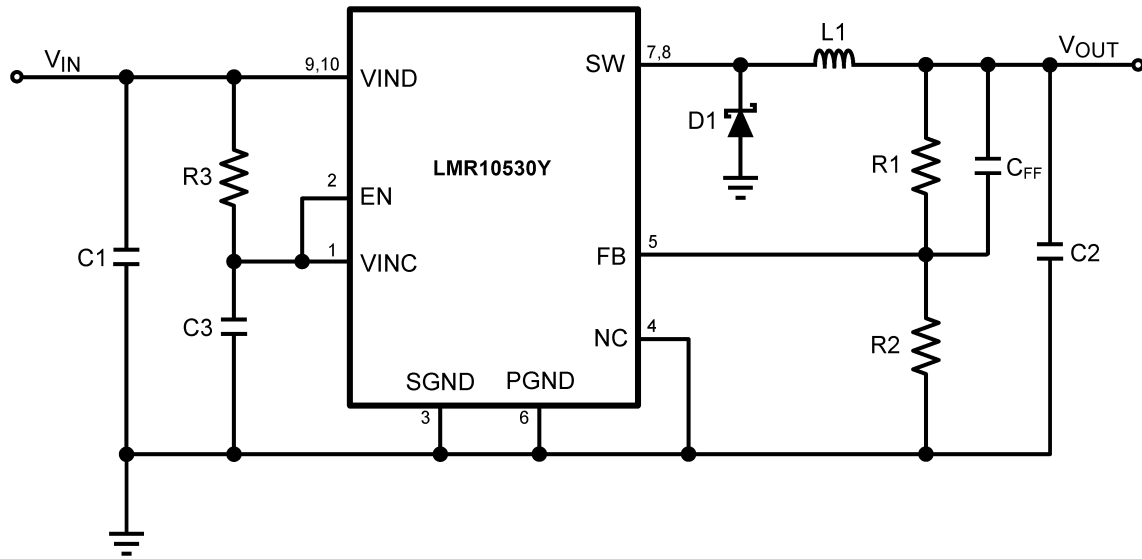 L1
VIN
9,10
VIND
SW
7,8
VOUT
D1
LMR10530Y
R3
R1
CFF
2
EN
1
VINC
FB
5
C1
C2
C3
NC
4
R2
SGND
PGND
3
6